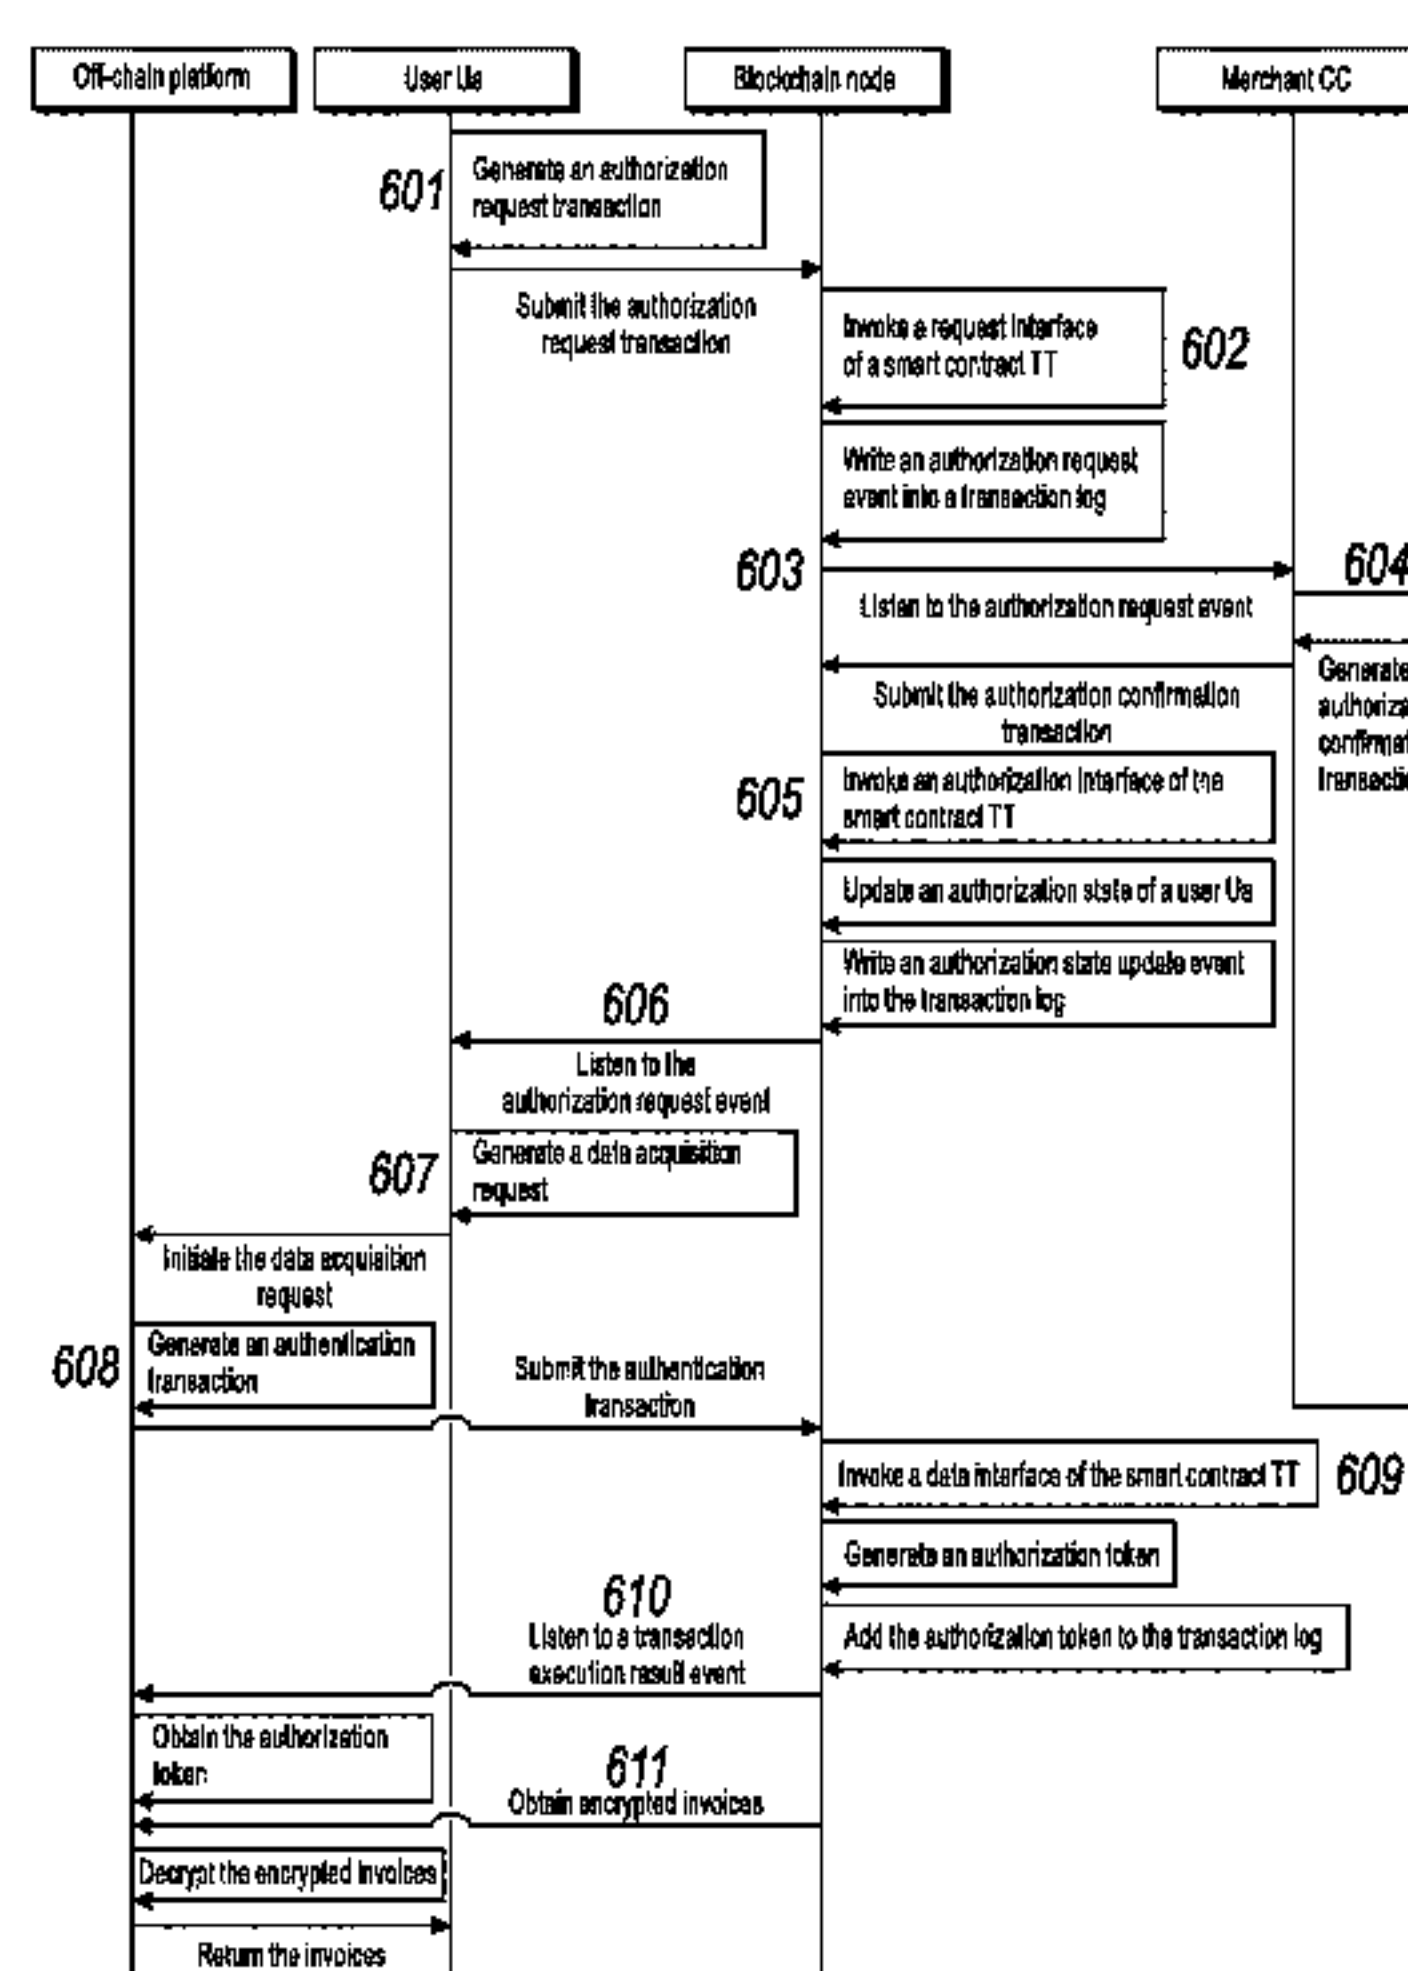 Off-chain platform
User Ua
Blockchain node
Merchant CC
601
Generate an authorization
request transaction
Submit the authorization
request transaction
Invoke a request interface
of a smart contract TT
602
Write an authorization request
event into a transaction log
603
604
Listen to the authorization request event
Generate
authoriza
confirmat
transactio
Submit the authorization confirmation
transaction
605
Invoke an authorization interface of the
smart contract TT
Update an authorization state of a user Ua
Write an authorization state update event
into the transaction log
606
Listen to the
authorization request event
607
Generate a data acquisition
request
Initiate the data acquisition
request
608
Generate an authentication
transaction
Submit the authentication
transaction
Invoke a data interface of the smart contract TT
609
Generate an authorization token
610
Listen to a transaction
execution result event
Add the authorization token to the transaction log
Obtain the authorization
token
611
Obtain encrypted invoices
Decrypt the encrypted invoices
Return the invoices